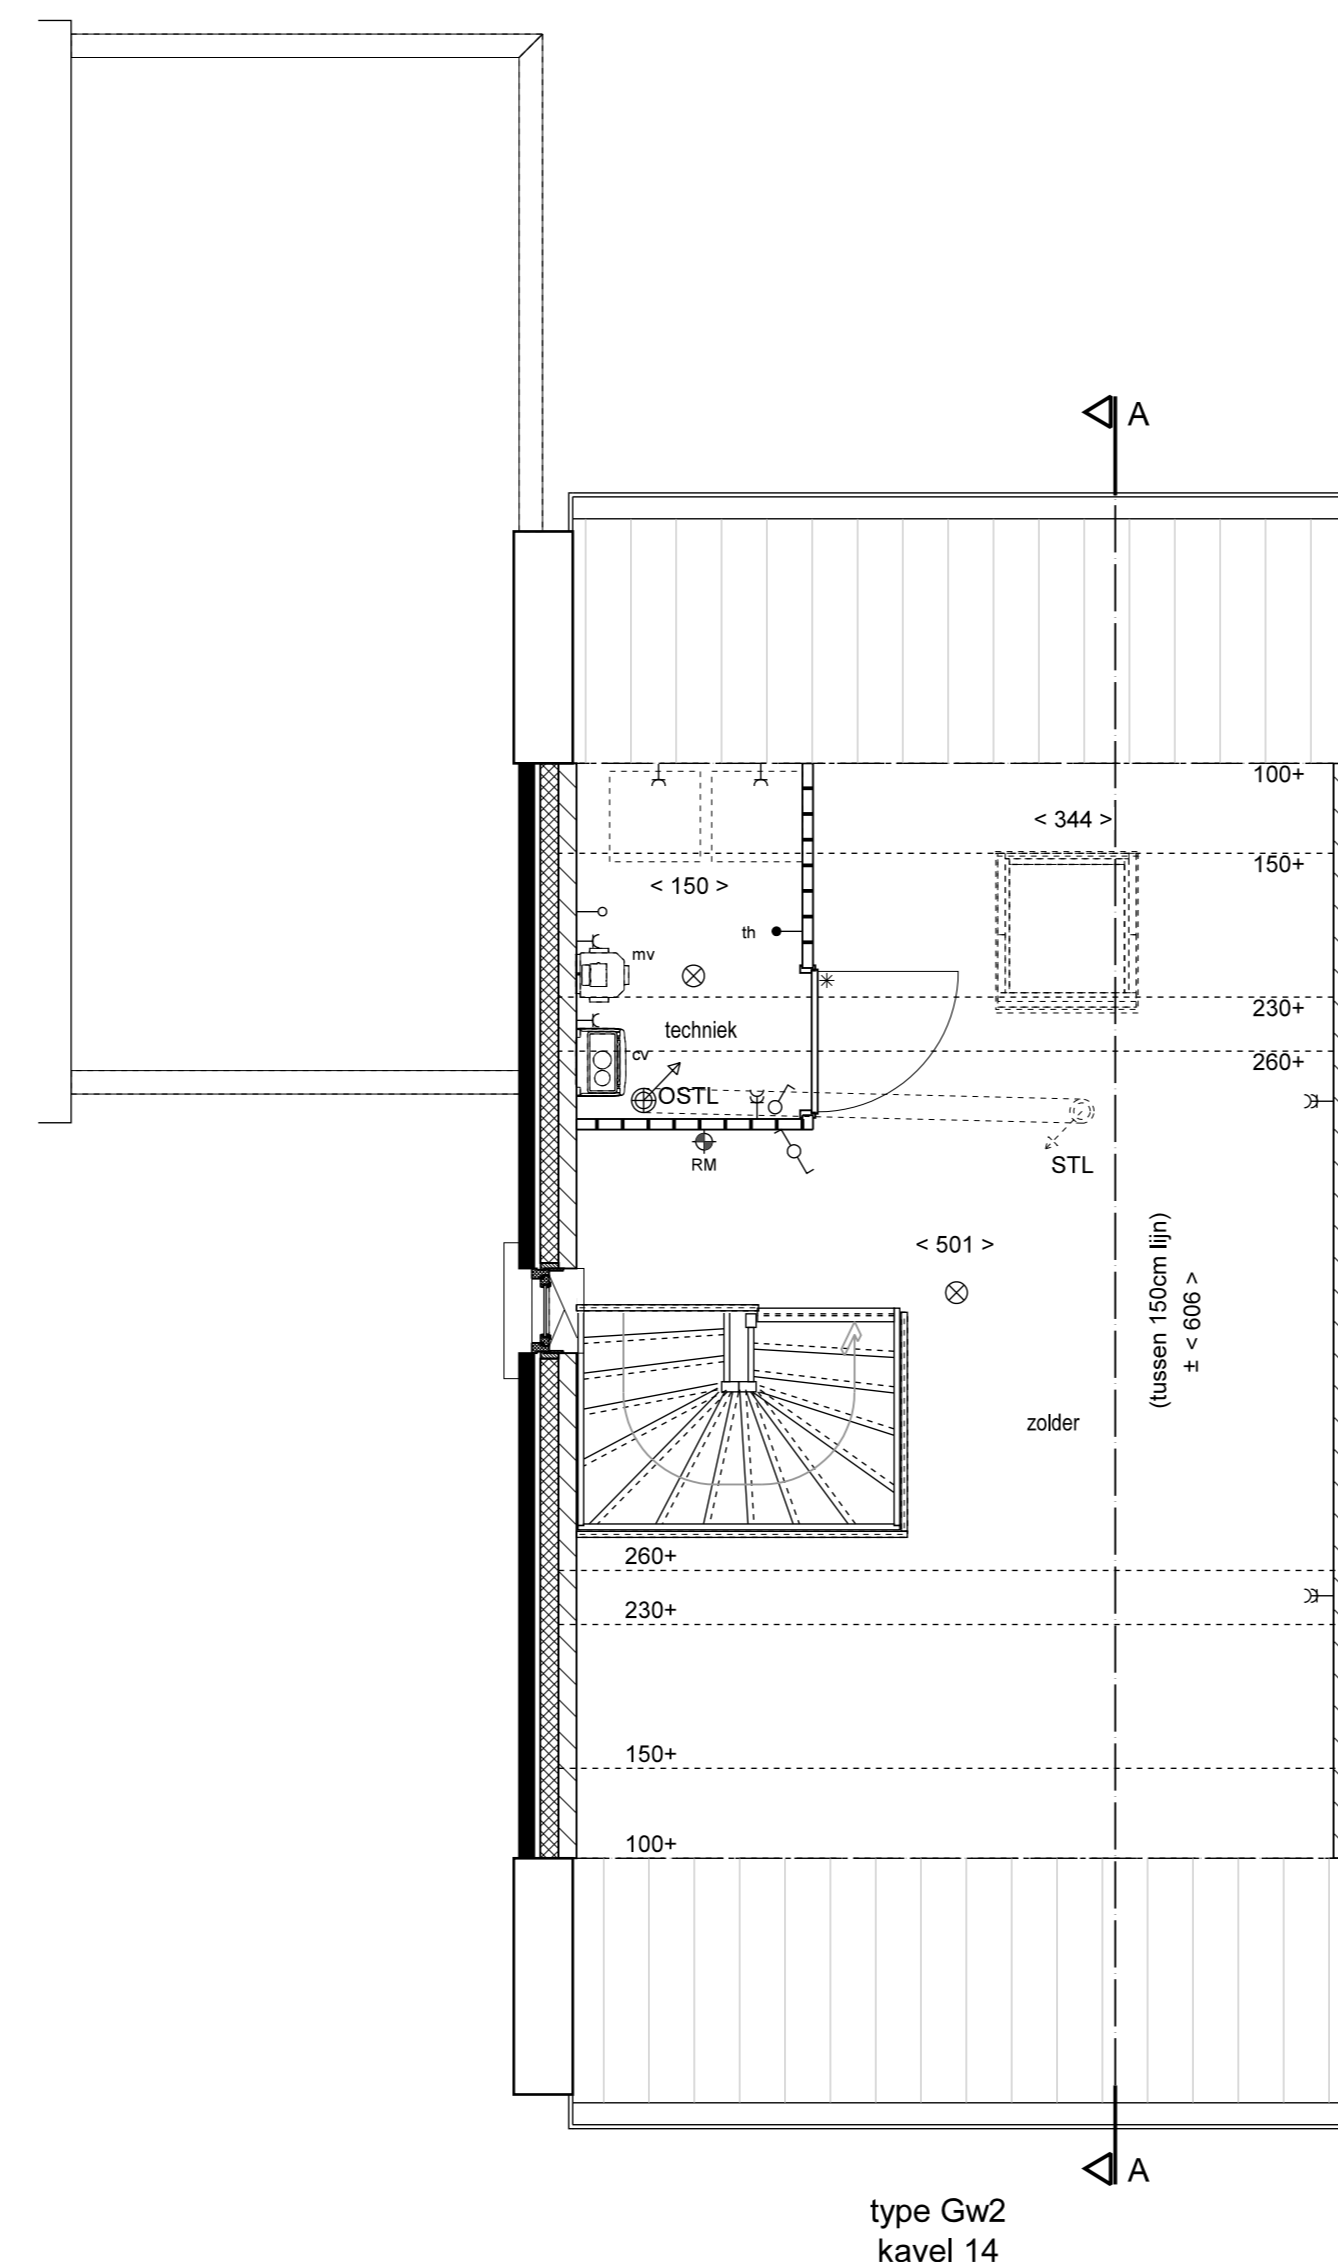 A
100+
< 344 >
150+
< 150 >
th
mv
230+
techniek
cv
260+
OSTL
RM
STL
< 501 >
(tussen 150cm lijn)
± < 606 >
zolder
260+
230+
150+
100+
A
type Gw2
kavel 14